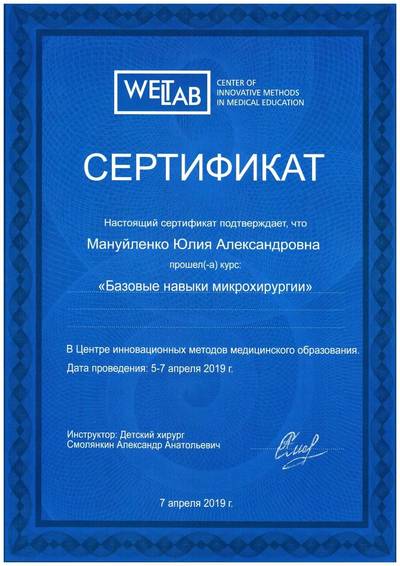 WETLAB
CENTER OF
INNOVATIVE METHODS
IN MEDICAL EDUCATION
СЕРТИФИКАТ
Настоящий сертификат подтверждает, что
Мануйленко Юлия Александровна
прошел(-а) курс:
«Базовые навыки микрохирургии»
В Центре инновационных методов медицинского образования.
Дата проведения: 5-7 апреля 2019 г.
Инструктор: Детский хирург
Смолянкин Александр Анатольевич
7 апреля 2019 г.